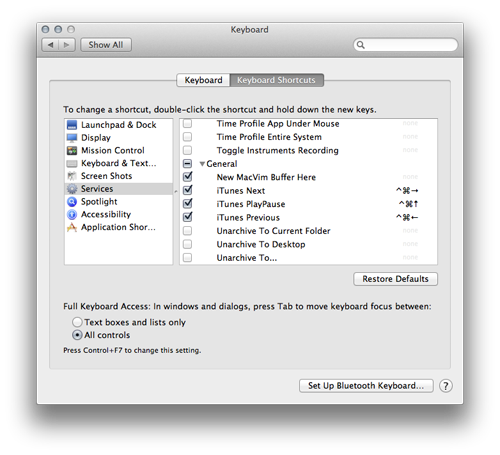 Keyboard
Show All
Keyboard Keyboard Shortcuts
To change a shortcut, double-click the shortcut and hold down the new keys.
Launchpad & Dock
Display
Mission Control
Keyboard & Text...
Screen Shots
Services
Spotlight
Accessibility
Application Shor...
Time Profile App Under Mouse none
Time Profile Entire System none
Toggle Instruments Recording none
General
New MacVim Buffer Here none
iTunes Next ^⌘→
iTunes PlayPause ^⌘↑
iTunes Previous ^⌘←
Unarchive To Current Folder none
Unarchive To Desktop none
Unarchive To... none
Restore Defaults
Full Keyboard Access: In windows and dialogs, press Tab to move keyboard focus between:
Text boxes and lists only
All controls
Press Control+F7 to change this setting.
Set Up Bluetooth Keyboard... ?